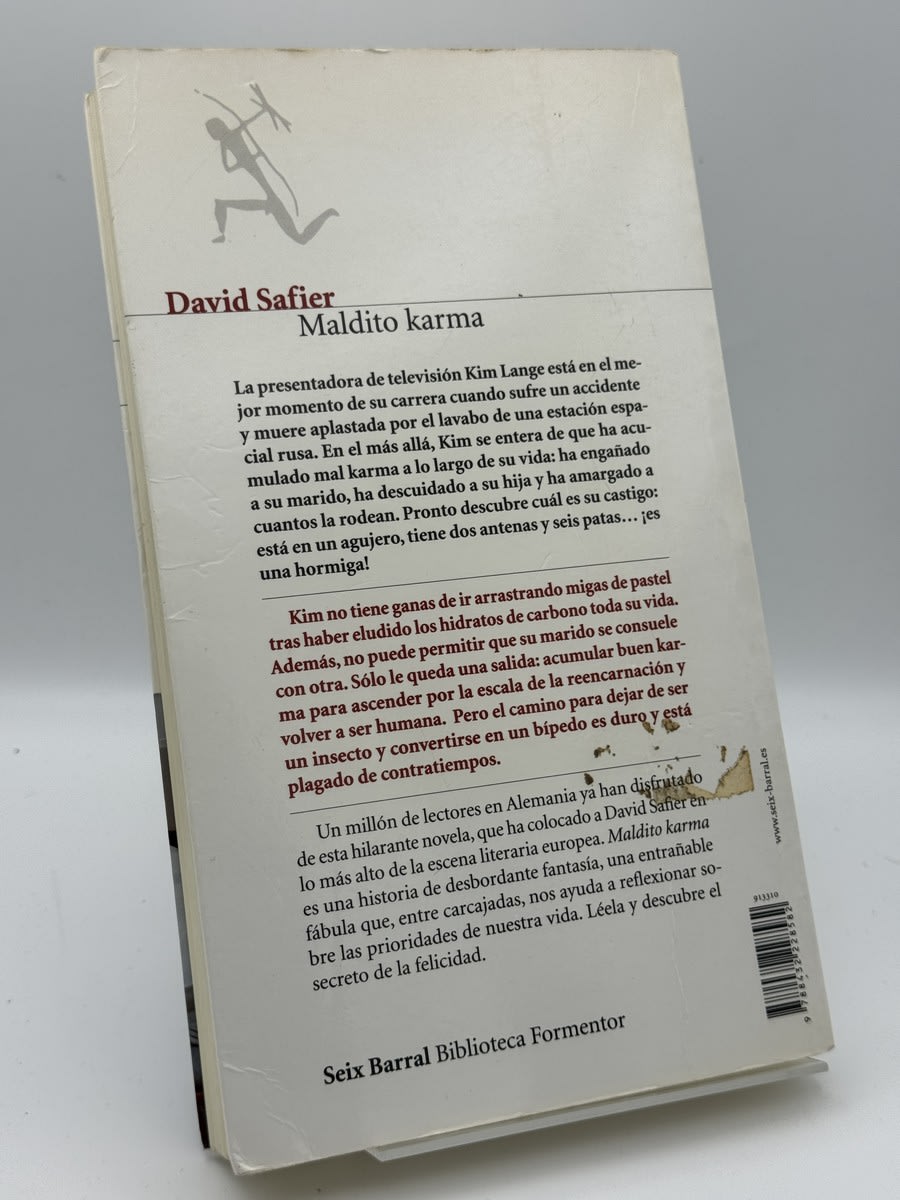 David Safier
Maldito karma
La presentadora de televisión Kim Lange está en el me-
jor momento de su carrera cuando sufre un accidente
y muere aplastada por el lavabo de una estación espa-
cial rusa. En el más allá, Kim se entera de que ha acu-
mulado mal karma a lo largo de su vida: ha engañado
a su marido, ha descuidado a su hija y ha amargado a
cuantos la rodean. Pronto descubre cuál es su castigo:
está en un agujero, tiene dos antenas y seis patas... ¡es
una hormiga!
Kim no tiene ganas de ir arrastrando migas de pastel
tras haber eludido los hidratos de carbono toda su vida.
Además, no puede permitir que su marido se consuele
con otra. Sólo le queda una salida: acumular buen kar-
ma para ascender por la escala de la reencarnación y
volver a ser humana. Pero el camino para dejar de ser
un insecto y convertirse en un bípedo es duro y está
plagado de contratiempos.
Un millón de lectores en Alemania ya han disfrutado
de esta hilarante novela, que ha colocado a David Safier en
lo más alto de la escena literaria europea. Maldito karma
es una historia de desbordante fantasía, una entrañable
fábula que, entre carcajadas, nos ayuda a reflexionar so-
bre las prioridades de nuestra vida. Léela y descubre el
secreto de la felicidad.
Seix Barral Biblioteca Formentor
www.seix-barral.es
913310
9 788432 228582